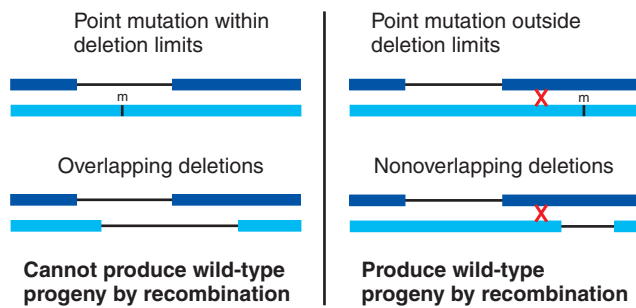 Point mutation within
deletion limits
m
Overlapping deletions
Cannot produce wild-type
progeny by recombination
Point mutation outside
deletion limits
m
Nonoverlapping deletions
Produce wild-type
progeny by recombination